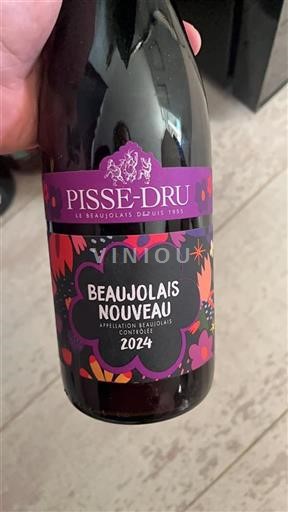 PISSE-DRU
LE BEAUJOLAIS DEPUIS 1955
VINIOU
BEAUJOLAIS
NOUVEAU
APPELLATION BEAUJOLAIS
CONTRÔLÉE
2024